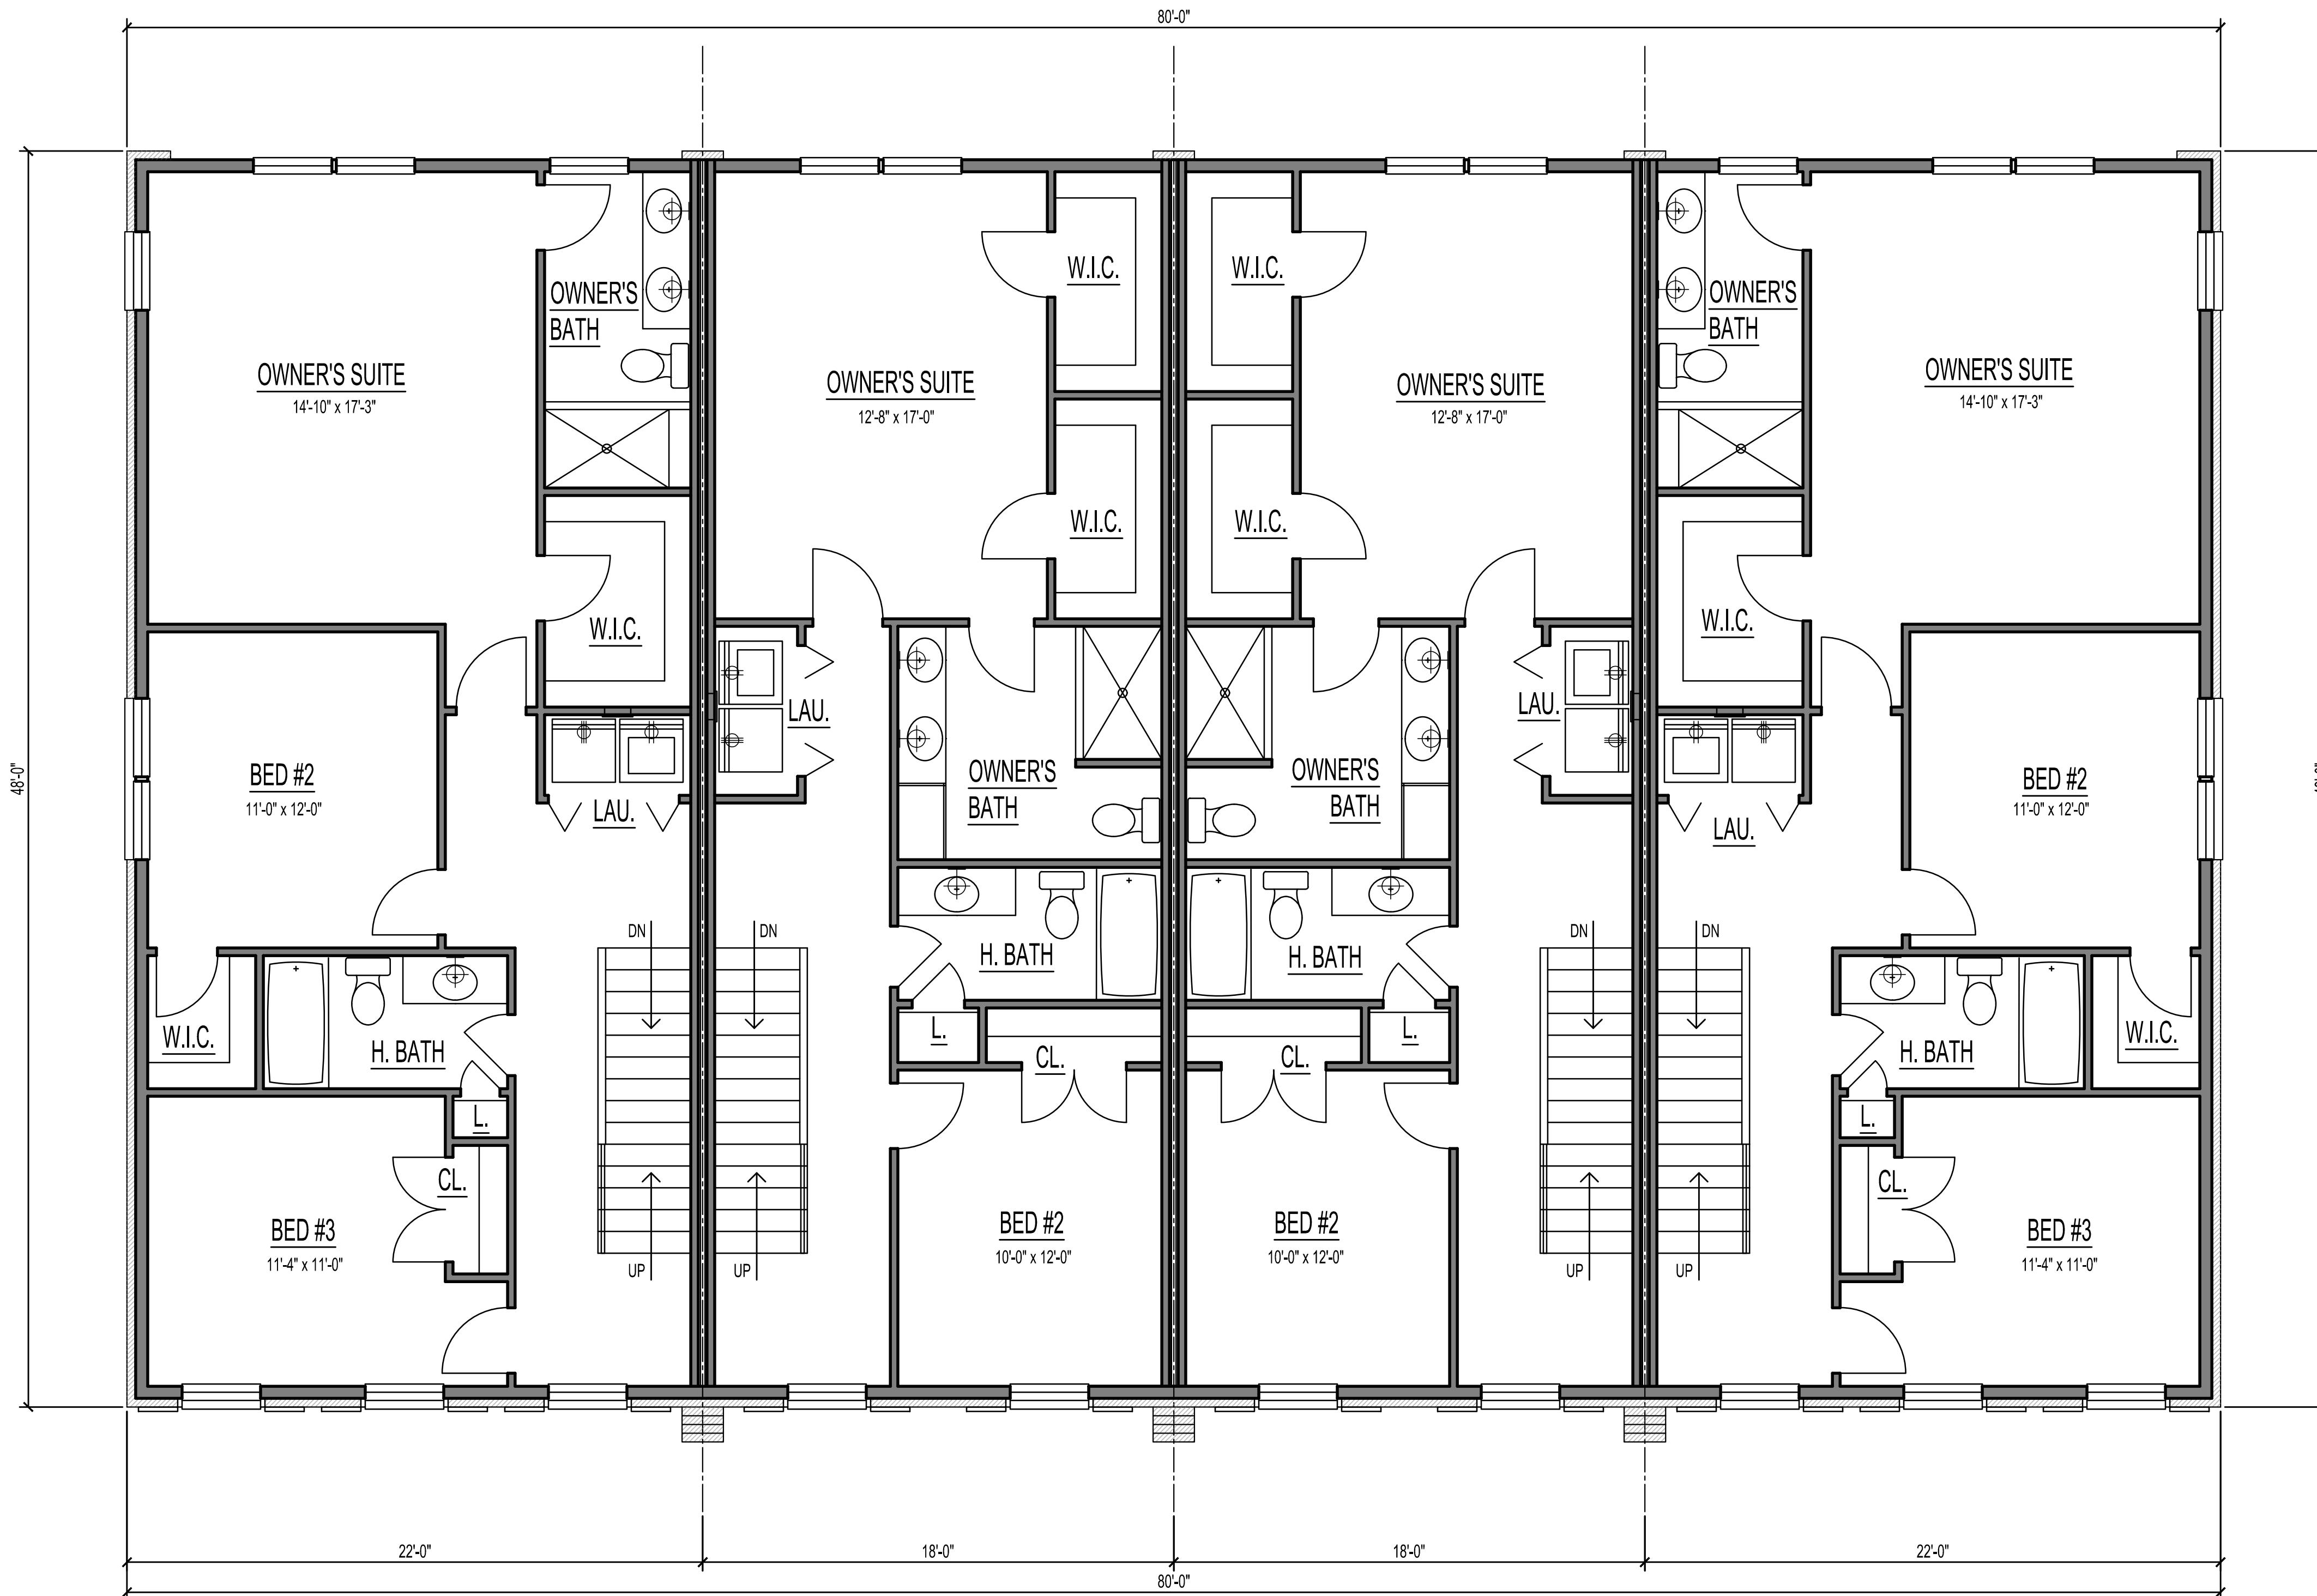 80'-0"
OWNER'S SUITE
14'-10" x 17'-3"
OWNER'S
BATH
W.I.C.
LAU.
BED #2
11'-0" x 12'-0"
W.I.C.
H. BATH
L.
CL.
BED #3
11'-4" x 11'-0"
DN
UP
OWNER'S SUITE
12'-8" x 17'-0"
W.I.C.
W.I.C.
LAU.
OWNER'S
BATH
H. BATH
L.
CL.
DN
UP
BED #2
10'-0" x 12'-0"
W.I.C.
W.I.C.
OWNER'S SUITE
12'-8" x 17'-0"
LAU.
OWNER'S
BATH
H. BATH
L.
CL.
DN
UP
BED #2
10'-0" x 12'-0"
OWNER'S
BATH
OWNER'S SUITE
14'-10" x 17'-3"
W.I.C.
LAU.
BED #2
11'-0" x 12'-0"
DN
UP
H. BATH
W.I.C.
L.
CL.
BED #3
11'-4" x 11'-0"
48'-0"
22'-0"
18'-0"
18'-0"
22'-0"
80'-0"